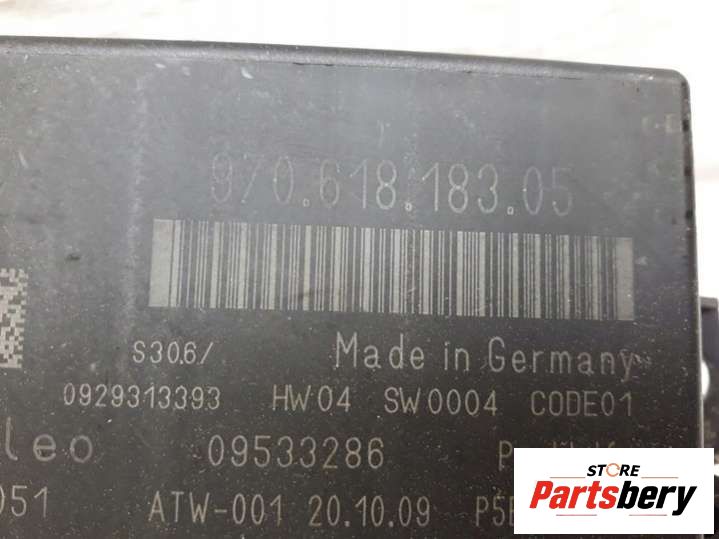 970.618.183.05
S30.6/ Made in Germany
0929313393 HW04 SW0004 CODE01
leo 09533286
051 ATW-001 20.10.09
STORE
Partsbery